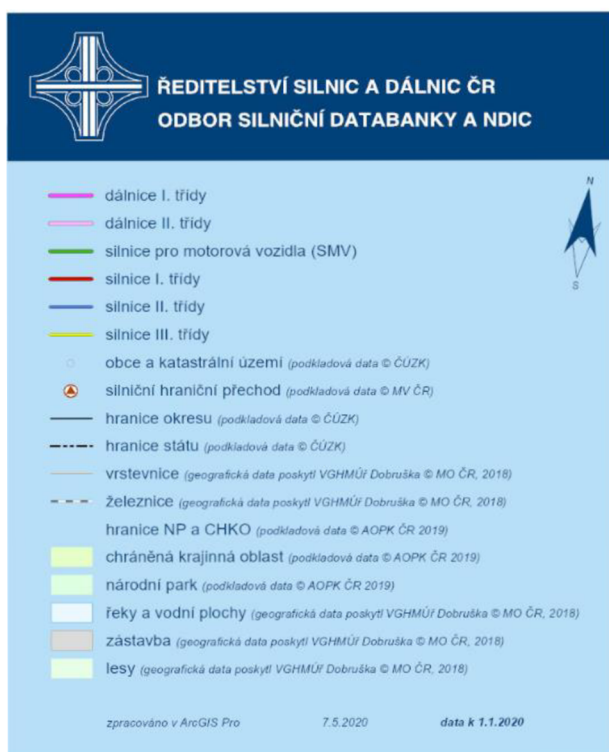 ŘEDITELSTVÍ SILNIC A DÁLNIC ČR
ODBOR SILNIČNÍ DATABANKY A NDIC
N
S
dálnice I. třídy
dálnice II. třídy
silnice pro motorová vozidla (SMV)
silnice I. třídy
silnice II. třídy
silnice III. třídy
obce a katastrální území (podkladová data © ČÚZK)
silniční hraniční přechod (podkladová data © MV ČR)
hranice okresu (podkladová data © ČÚZK)
hranice státu (podkladová data © ČÚZK)
vrstevnice (geografická data poskytl VGHMÚř Dobruška © MO ČR, 2018)
železnice (geografická data poskytl VGHMÚř Dobruška © MO ČR, 2018)
hranice NP a CHKO (podkladová data © AOPK ČR 2019)
chráněná krajinná oblast (podkladová data © AOPK ČR 2019)
národní park (podkladová data © AOPK ČR 2019)
řeky a vodní plochy (geografická data poskytl VGHMÚř Dobruška © MO ČR, 2018)
zástavba (geografická data poskytl VGHMÚř Dobruška © MO ČR, 2018)
lesy (geografická data poskytl VGHMÚř Dobruška © MO ČR, 2018)
zpracováno v ArcGIS Pro 7.5.2020 data k 1.1.2020